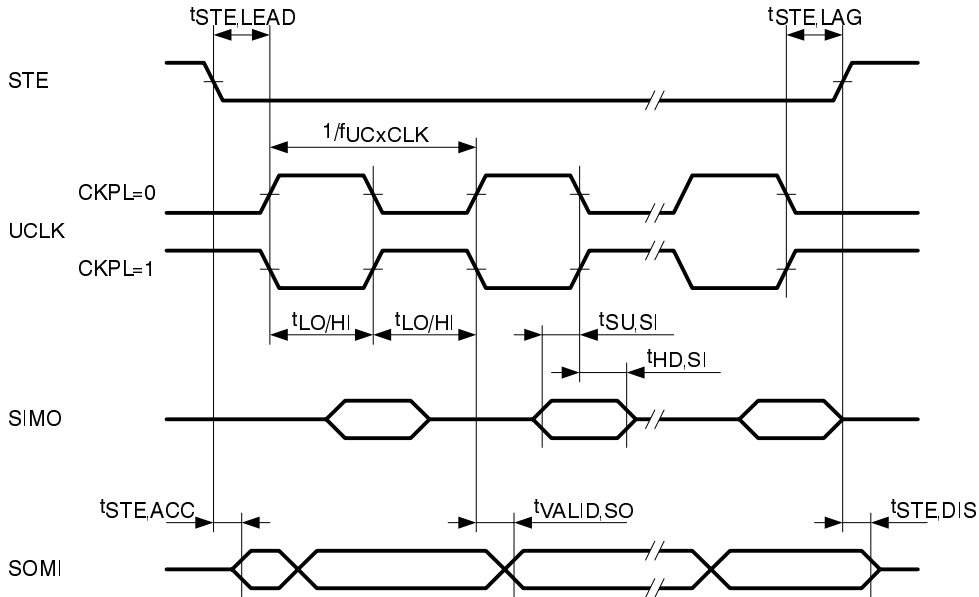 tSTE,LEAD
tSTE,LAG
STE
1/fUCxCLK
CKPL=0
UCLK
CKPL=1
tLO/HI
tLO/HI
tSU,SI
tHD,SI
SIMO
tSTE,ACC
tVALID,SO
tSTE,DIS
SOMI